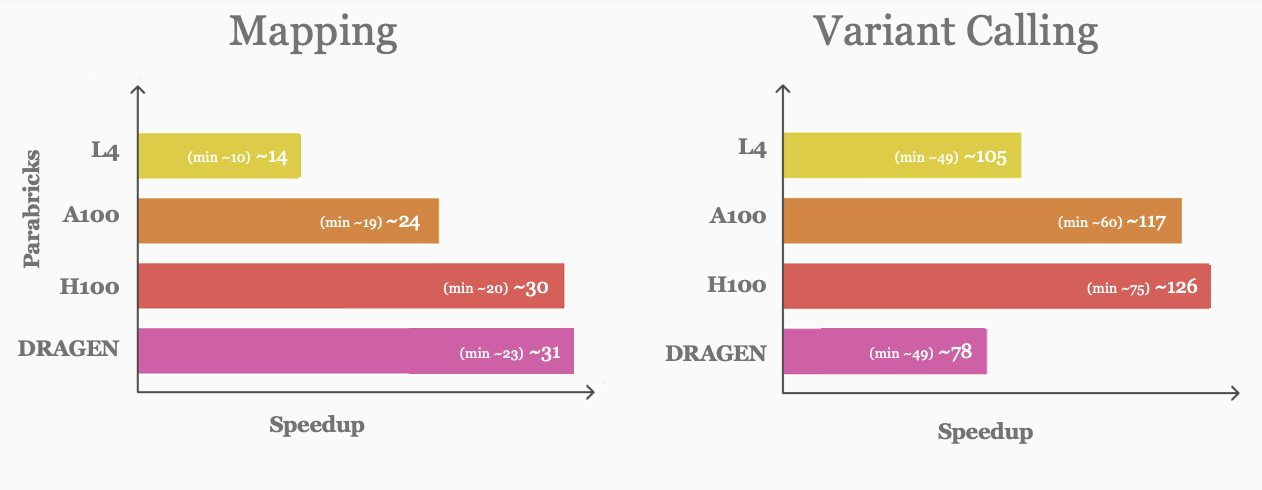 Mapping
Parabricks
L4
(min ~10) ~14
A100
(min ~19) ~24
H100
(min ~20) ~30
DRAGEN
(min ~23) ~31
Speedup
Variant Calling
L4
(min ~49) ~105
A100
(min ~60) ~117
H100
(min ~75) ~126
DRAGEN
(min ~49) ~78
Speedup